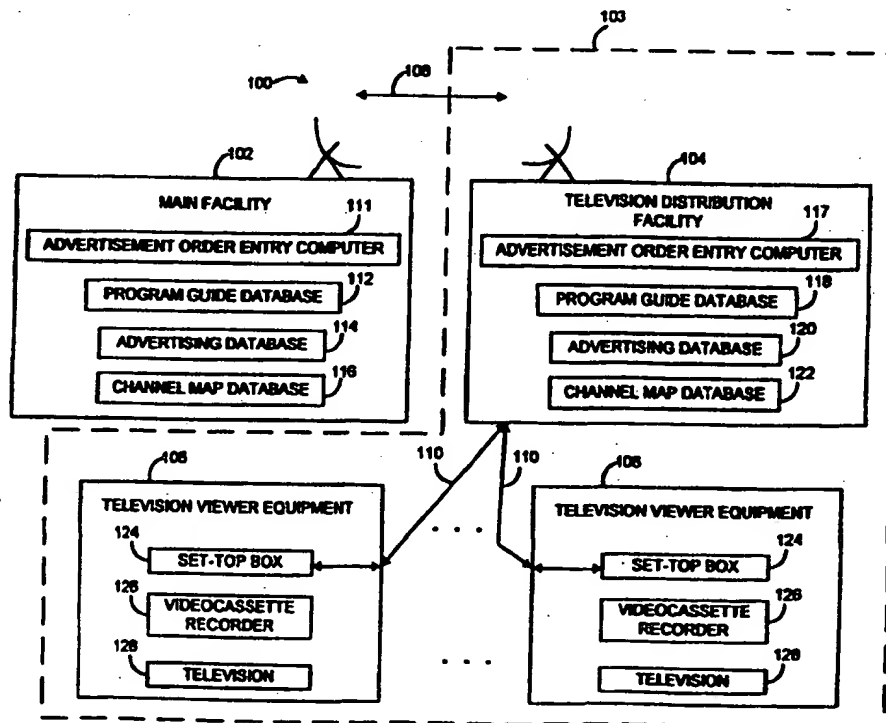 103
100
108
102
104
MAIN FACILITY
TELEVISION DISTRIBUTION
FACILITY
111
117
ADVERTISEMENT ORDER ENTRY COMPUTER
ADVERTISEMENT ORDER ENTRY COMPUTER
PROGRAM GUIDE DATABASE
112
PROGRAM GUIDE DATABASE
118
ADVERTISING DATABASE
114
ADVERTISING DATABASE
120
CHANNEL MAP DATABASE
116
CHANNEL MAP DATABASE
122
106
110
110
106
TELEVISION VIEWER EQUIPMENT
TELEVISION VIEWER EQUIPMENT
124
SET-TOP BOX
SET-TOP BOX
124
126
VIDEOCASSETTE
RECORDER
VIDEOCASSETTE
RECORDER
126
128
TELEVISION
TELEVISION
128